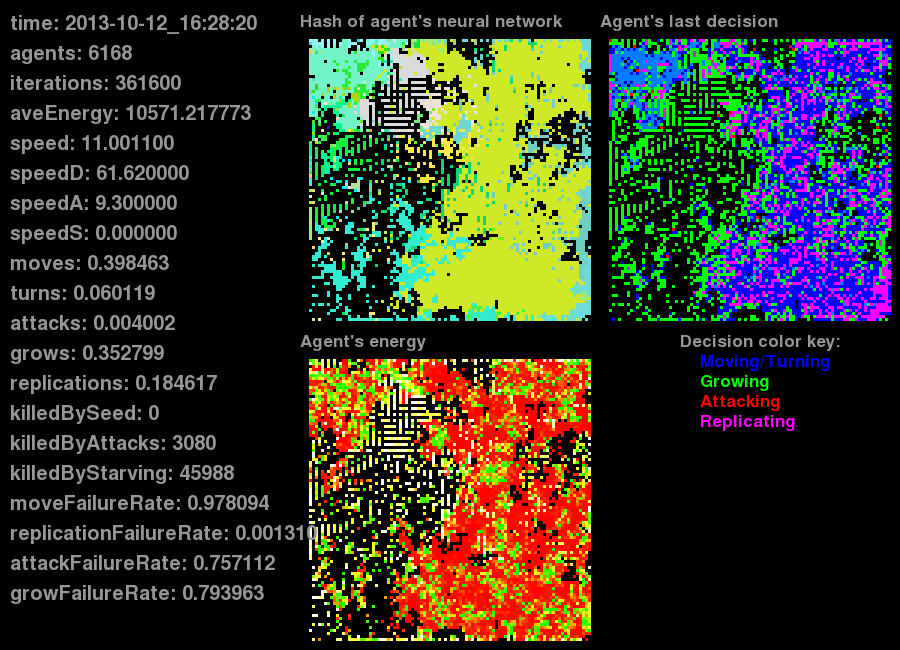 time: 2013-10-12_16:28:20
agents: 6168
iterations: 361600
aveEnergy: 10571.217773
speed: 11.001100
speedD: 61.620000
speedA: 9.300000
speedS: 0.000000
moves: 0.398463
turns: 0.060119
attacks: 0.004002
grows: 0.352799
replications: 0.184617
killedBySeed: 0
killedByAttacks: 3080
killedByStarving: 45988
moveFailureRate: 0.978094
replicationFailureRate: 0.001310
attackFailureRate: 0.757112
growFailureRate: 0.793963
Hash of agent's neural network
Agent's last decision
Agent's energy
Decision color key:
Moving/Turning
Growing
Attacking
Replicating